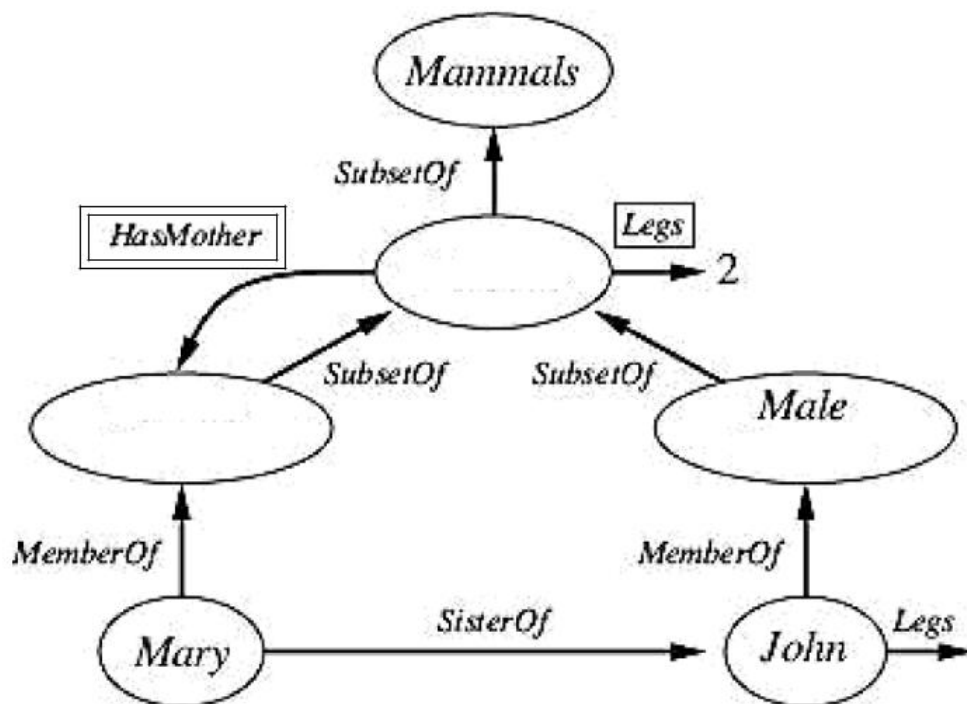 Mammals
SubsetOf
HasMother
Legs
2
SubsetOf
SubsetOf
Male
MemberOf
MemberOf
SisterOf
Legs
Mary
John